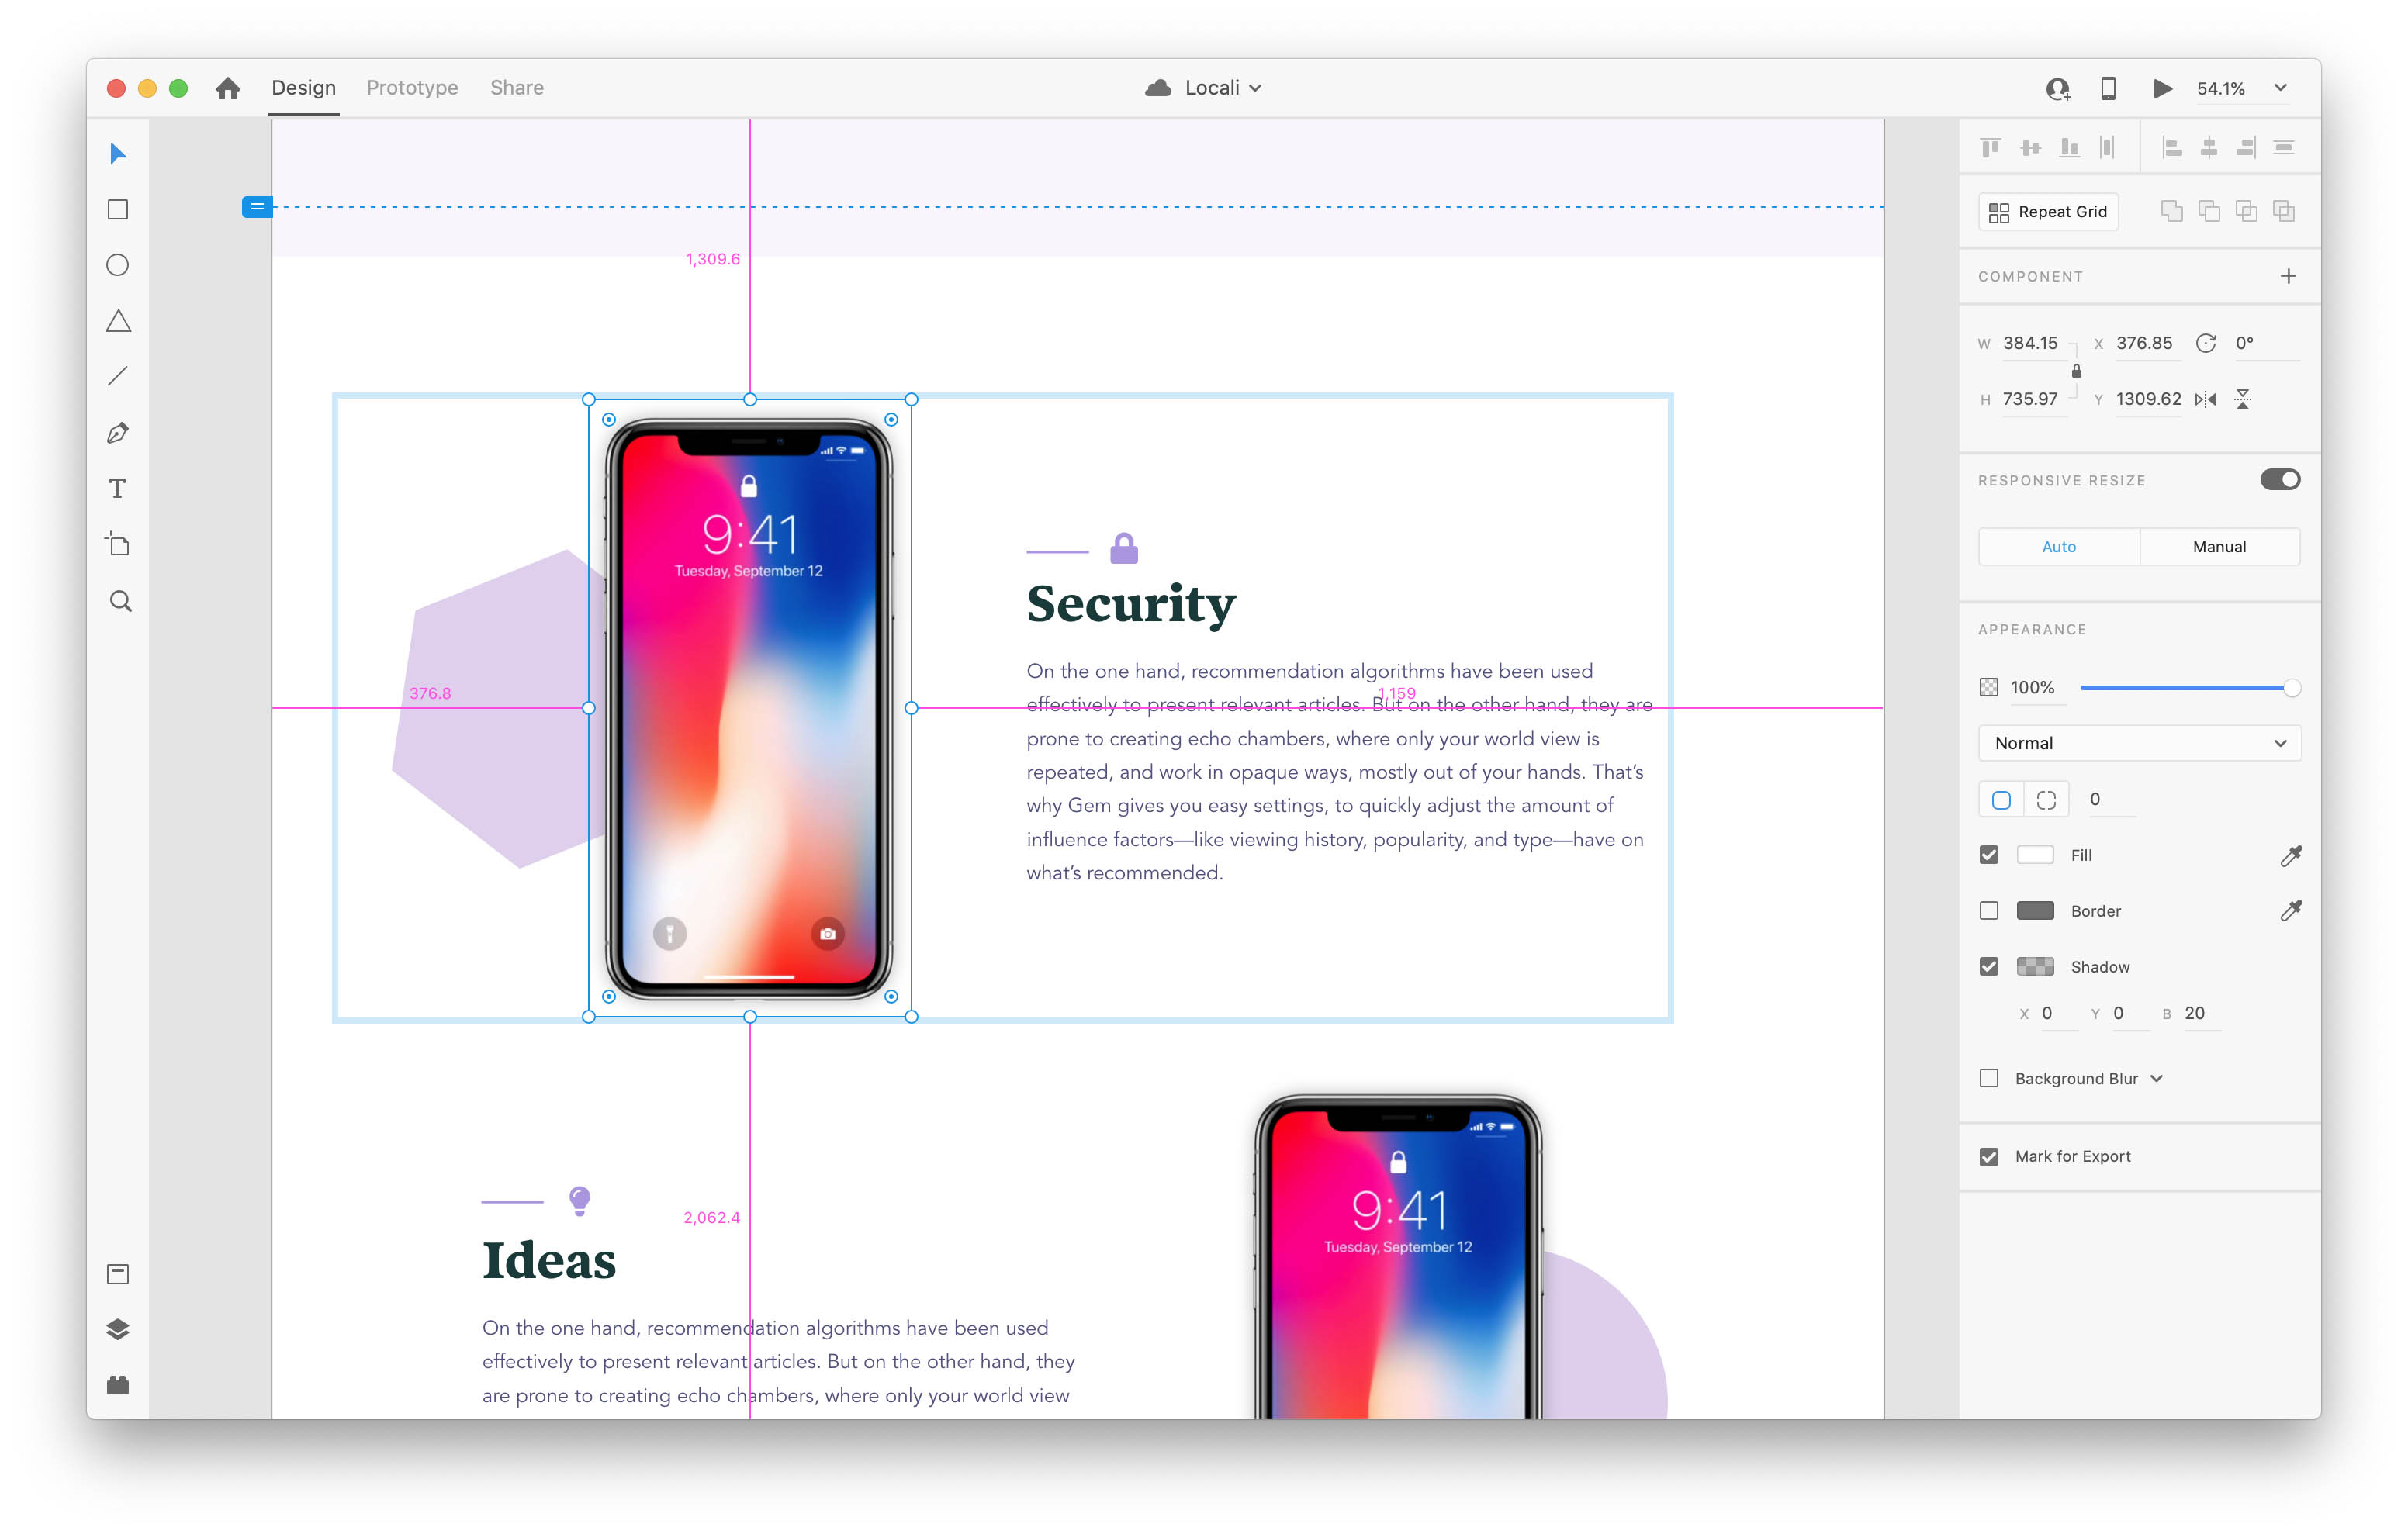 Design Prototype Share Locali 54.1%
Repeat Grid
1,309.6
COMPONENT
W 384.15 X 376.85 0°
H 735.97 Y 1309.62
RESPONSIVE RESIZE
Auto Manual
9:41
Tuesday, September 12
Security
On the one hand, recommendation algorithms have been used
effectively to present relevant articles. But on the other hand, they are
prone to creating echo chambers, where only your world view is
repeated, and work in opaque ways, mostly out of your hands. That's
why Gem gives you easy settings, to quickly adjust the amount of
influence factors—like viewing history, popularity, and type—have on
what's recommended.
376.8
1,159
APPEARANCE
100%
Normal
0
Fill
Border
Shadow
X 0 Y 0 B 20
Background Blur
Mark for Export
2,062.4
Ideas
On the one hand, recommendation algorithms have been used
effectively to present relevant articles. But on the other hand, they
are prone to creating echo chambers, where only your world view
9:41
Tuesday, September 12